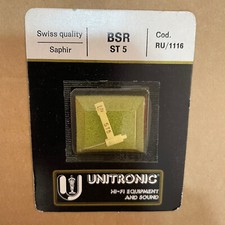 Swiss quality
Saphir
BSR
ST 5
Cod.
RU/1116
UNITRONIC
HI-FI EQUIPMENT
AND SOUND